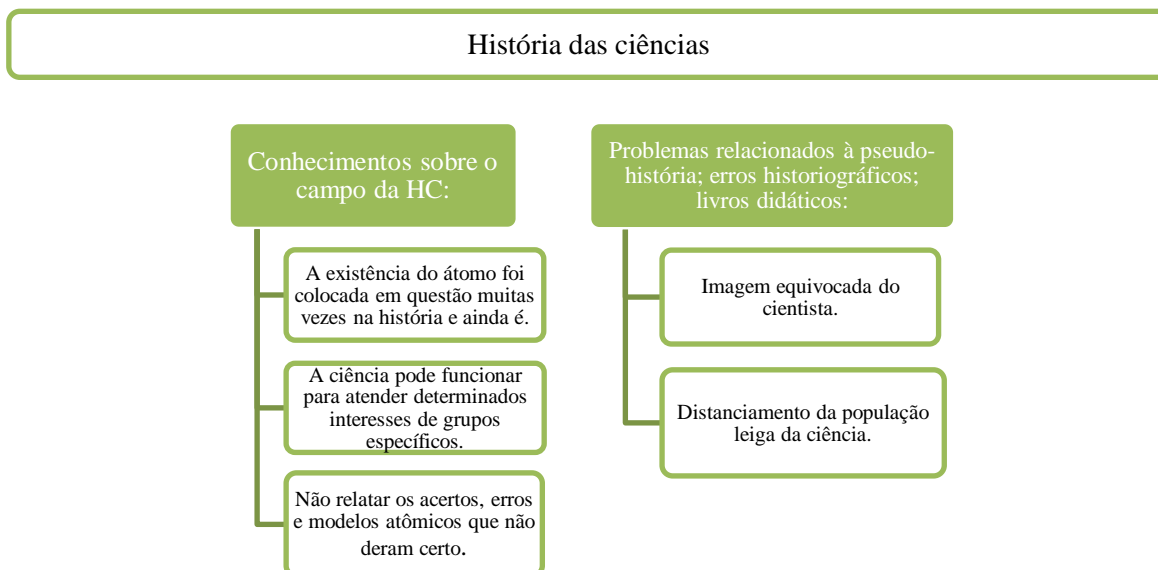 História das ciências
Conhecimentos sobre o
campo da HC:
A existência do átomo foi
colocada em questão muitas
vezes na história e ainda é.
A ciência pode funcionar
para atender determinados
interesses de grupos
específicos.
Não relatar os acertos, erros
e modelos atômicos que não
deram certo.
Problemas relacionados à pseudo-
história; erros historiográficos;
livros didáticos:
Imagem equivocada do
cientista.
Distanciamento da população
leiga da ciência.